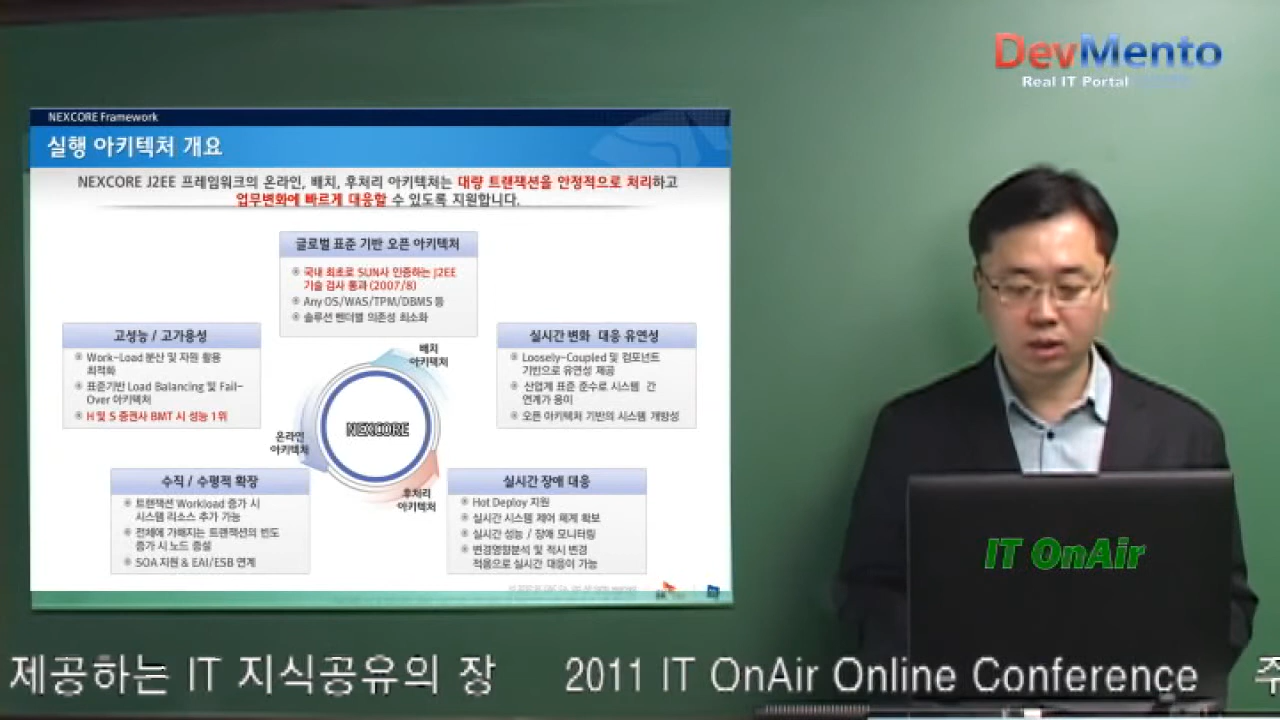 DevMento
Real IT Portal
NEXCORE Framework
실행 아키텍처 개요
NEXCORE J2EE 프레임워크의 온라인, 배치, 후처리 아키텍처는 대량 트랜잭션을 안정적으로 처리하고
업무변화에 빠르게 대응할 수 있도록 지원합니다.
글로벌 표준 기반 오픈 아키텍처
국내 최초로 SUN사 인증하는 J2EE
기술 검사 통과 (2007/8)
Any OS/WAS/TPM/DBMS 등
솔루션 벤더별 의존성 최소화
고성능 / 고가용성
Work-Load 분산 및 자원 활용
최적화
표준기반 Load Balancing 및 Fail-
Over 아키텍처
H 및 S 증권사 BMT 시 성능 1위
실시간 변화 대응 유연성
Loosely-Coupled 및 컴포넌트
기반으로 유연성 제공
산업계 표준 준수로 시스템 간
연계가 용이
오픈 아키텍처 기반의 시스템 개방성
배치
아키텍처
NEXCORE
온라인
아키텍처
후처리
아키텍처
수직 / 수평적 확장
트랜잭션 Workload 증가 시
시스템 리소스 추가 가능
전체에 가해지는 트랜잭션의 빈도
증가 시 노드 증설
SOA 지원 & EAI/ESB 연계
실시간 장애 대응
Hot Deploy 지원
실시간 시스템 제어 체계 확보
실시간 성능 / 장애 모니터링
변경영향분석 및 적시 변경
적용으로 실시간 대응이 가능
IT OnAir
제공하는 IT 지식공유의 장 2011 IT OnAir Online Conference 주